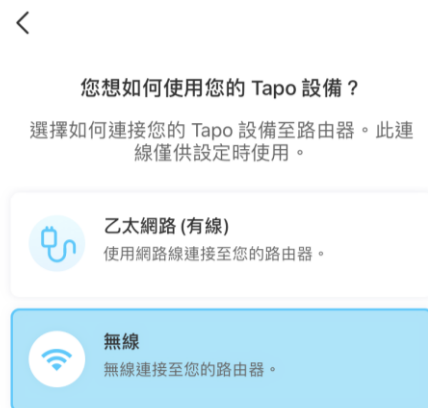 您想如何使用您的 Tapo 設備？
選擇如何連接您的 Tapo 設備至路由器。此連
線僅供設定時使用。
乙太網路 (有線)
使用網路線連接至您的路由器。
無線
無線連接至您的路由器。